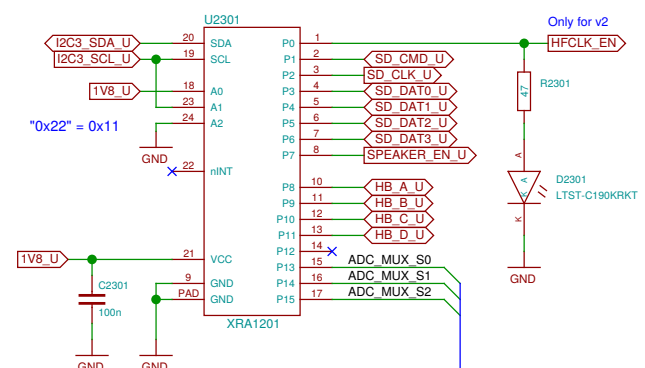 U2301
Only for v2
I2C3_SDA_U 20 SDA P0 1 HFCLK_EN
I2C3_SCL_U 19 SCL P1 2 SD_CMD_U
P2 3 SD_CLK_U
1V8_U 18 A0 P3 4 SD_DAT0_U
23 A1 P4 5 SD_DAT1_U
24 A2 P5 6 SD_DAT2_U
"0x22" = 0x11
P6 7 SD_DAT3_U
P7 8 SPEAKER_EN_U
GND
22 nINT
P8 10 HB_A_U
P9 11 HB_B_U
P10 12 HB_C_U
P11 13 HB_D_U
P12 14
1V8_U 21 VCC P13 15 ADC_MUX_S0
9 GND P14 16 ADC_MUX_S1
PAD GND P15 17 ADC_MUX_S2
XRA1201
C2301
100n
GND
GND
R2301
47
A
D2301
A
K
LTST-C190KRKT
K
GND